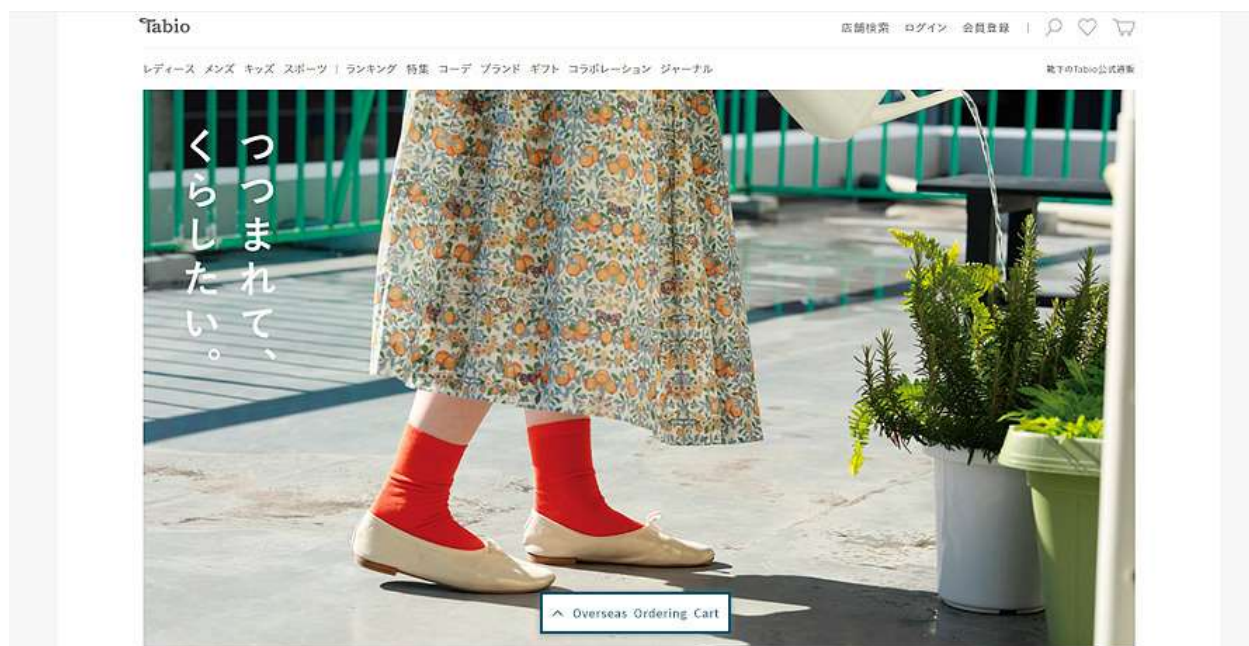 Tabio
店舗検索 ログイン 会員登録 |
レディース メンズ キッズ スポーツ | ランキング 特集 コーデ ブランド ギフト コラボレーション ジャーナル
靴下のTabio公式通販
つつまれて、
くらしたい。
^ Overseas Ordering Cart